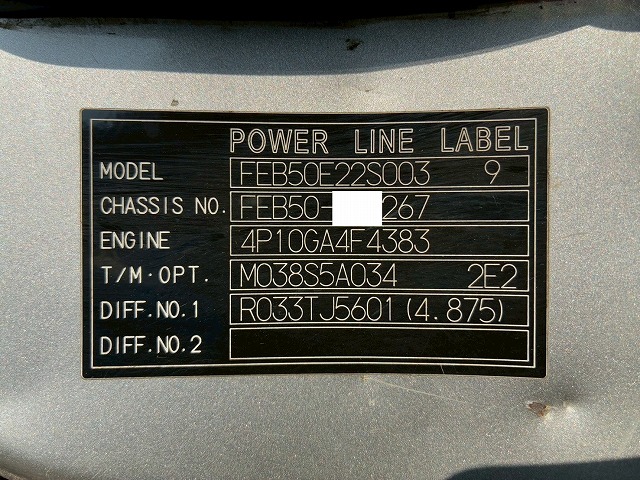 POWER LINE LABEL
MODEL FEB50E22S003 9
CHASSIS NO. FEB50- 267
ENGINE 4P10GA4F4383
T/M·OPT. M038S5A034 2E2
DIFF.NO.1 R033TJ5601(4.875)
DIFF.NO.2